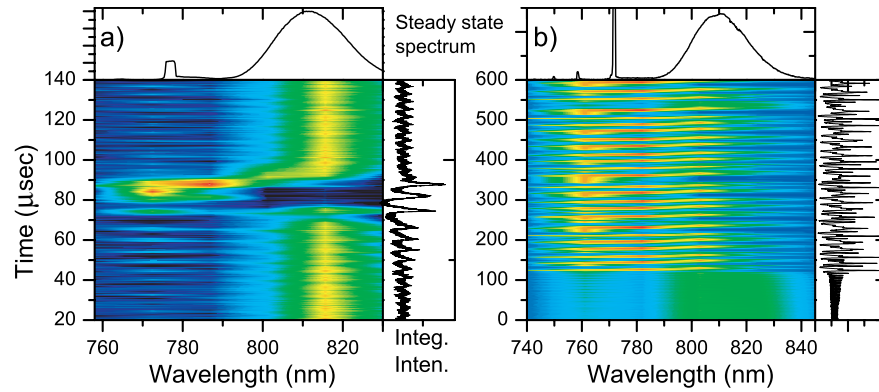 a)
Steady state
spectrum
b)
140
120
100
80
60
40
20
Time (μsec)
760 780 800 820
Wavelength (nm)
Integ.
Inten.
600
500
400
300
200
100
0
740 760 780 800 820 840
Wavelength (nm)